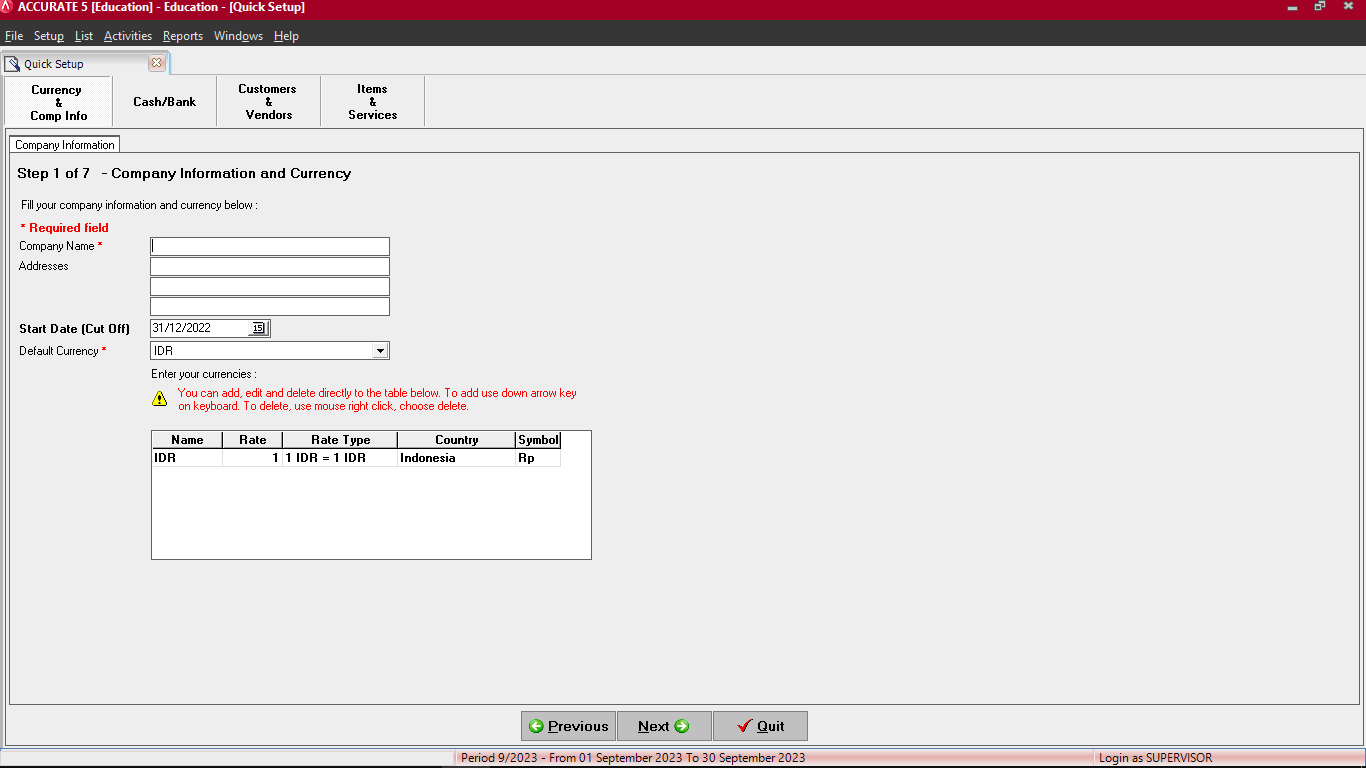 ACCURATE 5 [Education] - Education - [Quick Setup]
File Setup List Activities Reports Windows Help
Quick Setup
Currency
&
Comp Info
Cash/Bank
Customers
&
Vendors
Items
&
Services
Company Information
Step 1 of 7 - Company Information and Currency
Fill your company information and currency below :
* Required field
Company Name *
Addresses
Start Date (Cut Off) 31/12/2022 15
Default Currency * IDR
Enter your currencies :
You can add, edit and delete directly to the table below. To add use down arrow key
on keyboard. To delete, use mouse right click, choose delete.
Name Rate Rate Type Country Symbol
IDR 1 1 IDR = 1 IDR Indonesia Rp
Previous Next Quit
Period 9/2023 - From 01 September 2023 To 30 September 2023 Login as SUPERVISOR